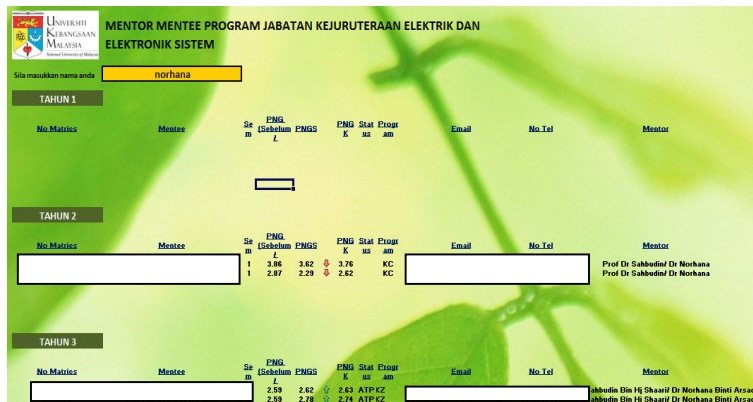 UNIVERSITI
KEBANGSAAN
MALAYSIA
National University of Malaysia
MENTOR MENTEE PROGRAM JABATAN KEJURUTERAAN ELEKTRIK DAN
ELEKTRONIK SISTEM
Sila masukkan nama anda norhana
TAHUN 1
No Matrics Mentee Se m PNG (Sebelum L PNGS PNG K Stat us Progr am Email No Tel Mentor
TAHUN 2
No Matrics Mentee Se m PNG (Sebelum L PNGS PNG K Stat us Progr am Email No Tel Mentor
1 3.86 3.62 3.76 KC Prof Dr Sahbudin/ Dr Norhana
1 2.87 2.29 2.62 KC Prof Dr Sahbudin/ Dr Norhana
TAHUN 3
No Matrics Mentee Se m PNG (Sebelum L PNGS PNG K Stat us Progr am Email No Tel Mentor
2.59 2.62 2.63 ATP KZ ahbudin Bin Hj Shaari/ Dr Norhana Binti Arsad
2.59 2.78 2.74 ATP KZ ahbudin Bin Hj Shaari/ Dr Norhana Binti Arsad